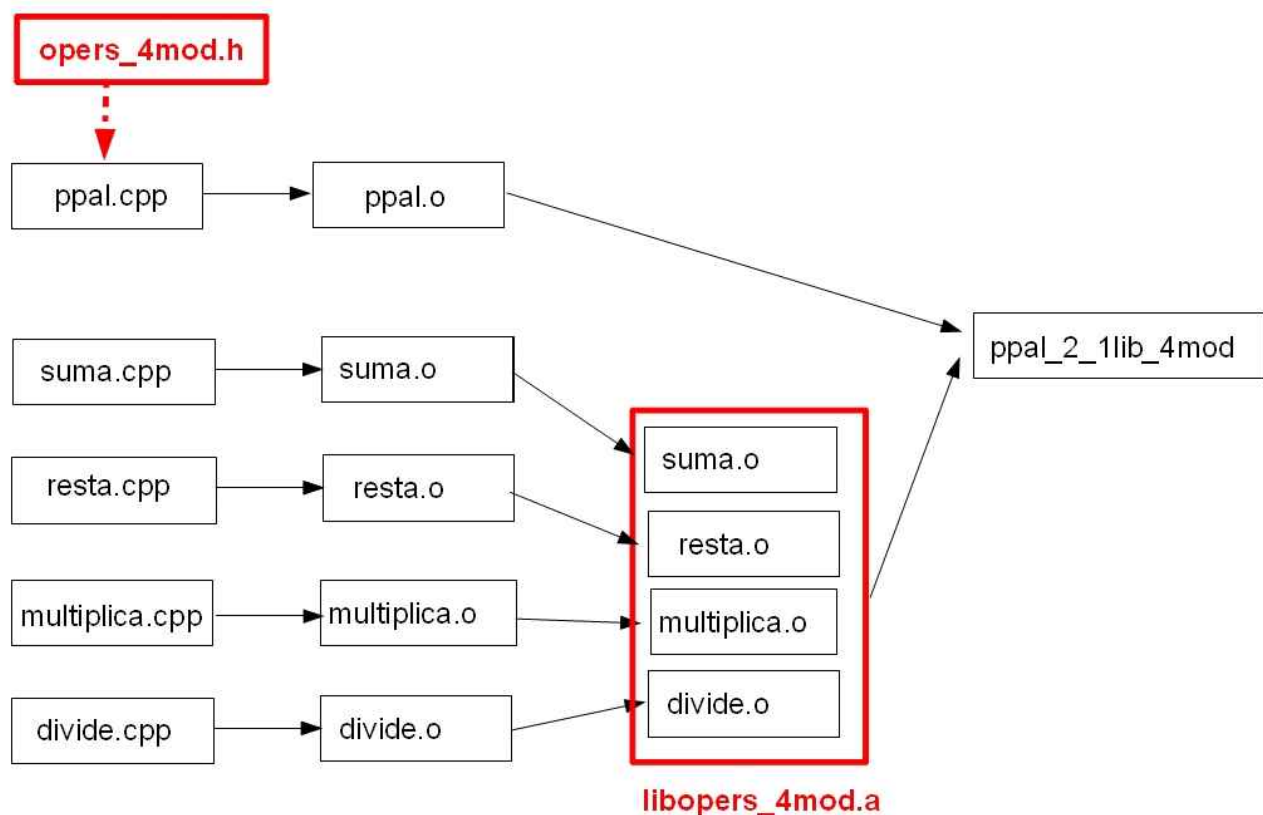 opers_4mod.h
ppal.cpp
ppal.o
ppal_2_1lib_4mod
suma.cpp
suma.o
suma.o
resta.cpp
resta.o
resta.o
multiplica.cpp
multiplica.o
multiplica.o
divide.cpp
divide.o
divide.o
libopers_4mod.a